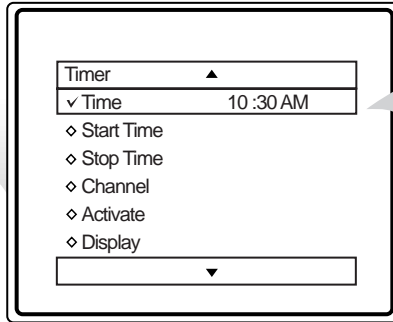 Timer ▲
✓ Time 10 :30 AM
◇ Start Time
◇ Stop Time
◇ Channel
◇ Activate
◇ Display
▼